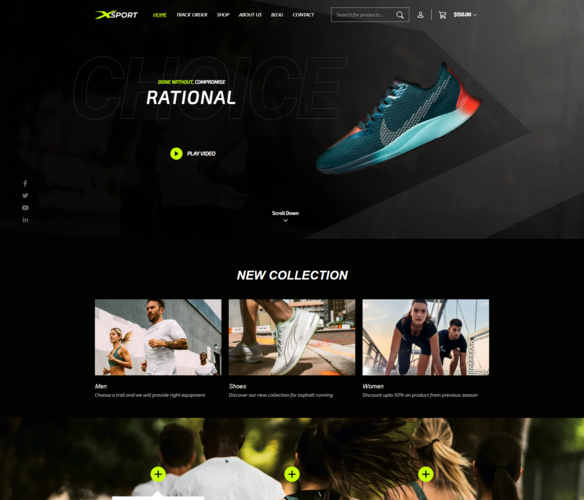 XSPORT
HOME TRACK ORDER SHOP ABOUT US BLOG CONTACT
Search for products...
$150.00
CHOICE
DONE WITHOUT, COMPROMISE
RATIONAL
PLAY VIDEO
Scroll Down
NEW COLLECTION
Men
Choose a trail and we will provide right equipment
Shoes
Discover our new collection for asphalt running
Women
Discount upto 50% on product from previous season